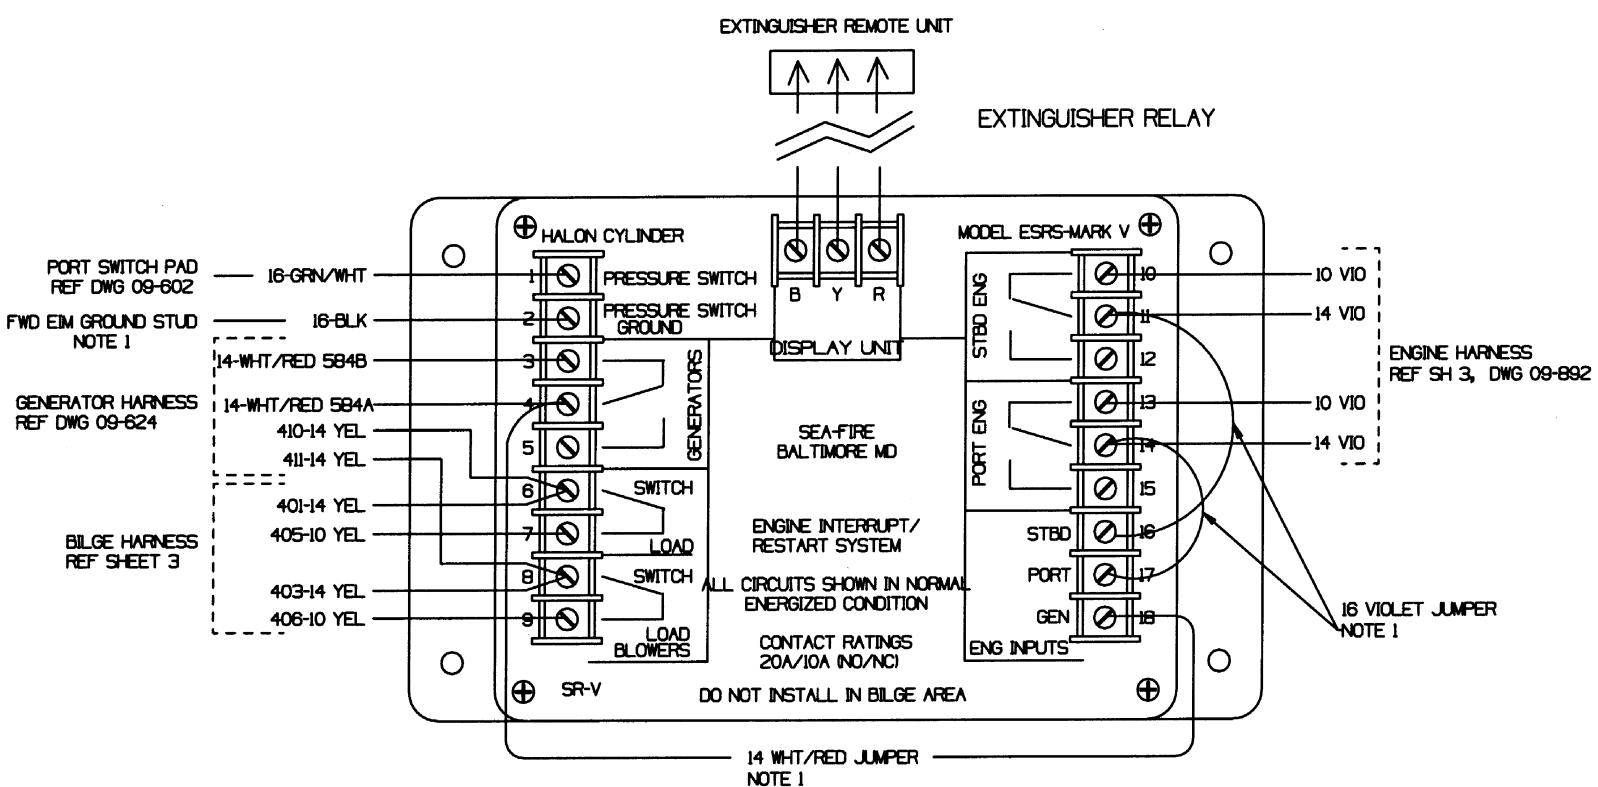 EXTINGUISHER REMOTE UNIT
EXTINGUISHER RELAY
HALON CYLINDER
MODEL ESRS-MARK V
PORT SWITCH PAD
REF DWG 09-602
16-GRN/WHT
1
PRESSURE SWITCH
FWD EIM GROUND STUD
NOTE 1
16-BLK
2
PRESSURE SWITCH
GROUND
B Y R
DISPLAY UNIT
GENERATOR HARNESS
REF DWG 09-624
14-WHT/RED 584B
3
14-WHT/RED 584A
4
410-14 YEL
411-14 YEL
5
GENERATORS
BILGE HARNESS
REF SHEET 3
401-14 YEL
6
SWITCH
405-10 YEL
7
LOAD
403-14 YEL
8
SWITCH
406-10 YEL
9
LOAD
BLOWERS
SR-V
SEA-FIRE
BALTIMORE MD
ENGINE INTERRUPT/
RESTART SYSTEM
ALL CIRCUITS SHOWN IN NORMAL
ENERGIZED CONDITION
CONTACT RATINGS
20A/10A (NO/NC)
DO NOT INSTALL IN BILGE AREA
STBD ENG
10
10 VIO
11
14 VIO
12
PORT ENG
13
10 VIO
14
14 VIO
15
STBD
16
PORT
17
GEN
18
ENG INPUTS
ENGINE HARNESS
REF SH 3, DWG 09-892
16 VIOLET JUMPER
NOTE 1
14 WHT/RED JUMPER
NOTE 1